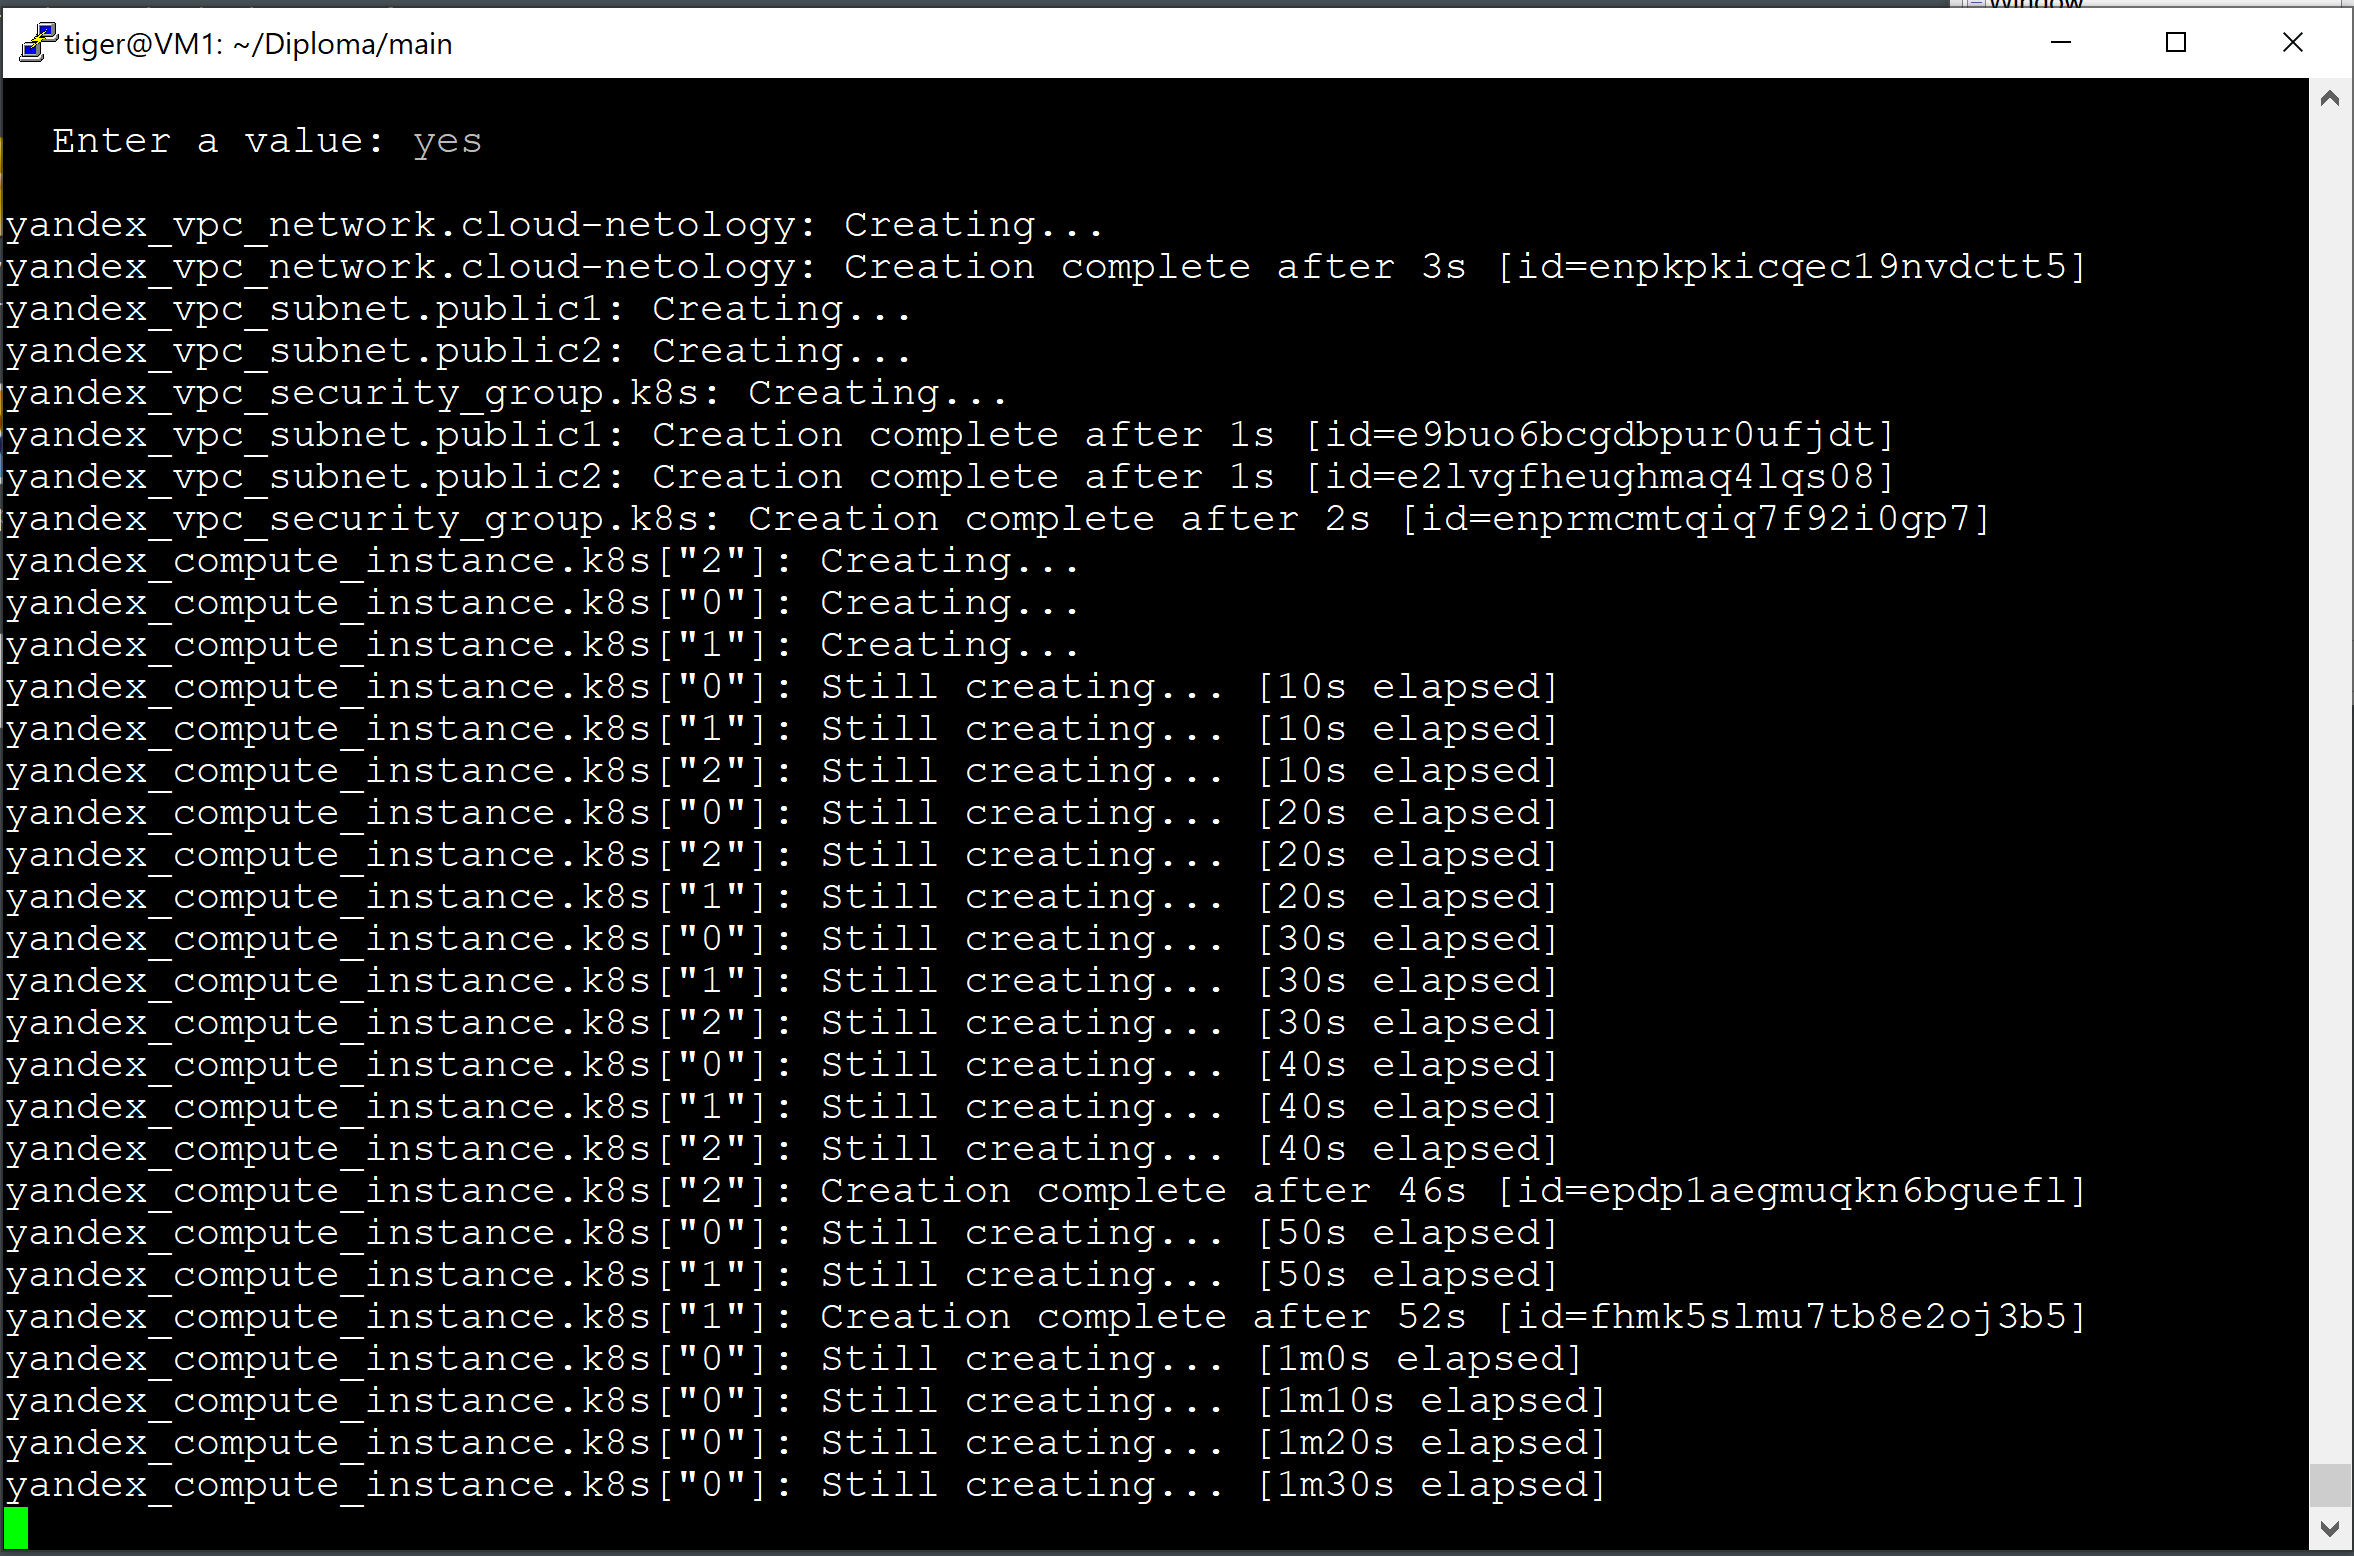 Window
tiger@VM1: ~/Diploma/main
Enter a value: yes
yandex_vpc_network.cloud-netology: Creating...
yandex_vpc_network.cloud-netology: Creation complete after 3s [id=enpkpkicqec19nvdctt5]
yandex_vpc_subnet.public1: Creating...
yandex_vpc_subnet.public2: Creating...
yandex_vpc_security_group.k8s: Creating...
yandex_vpc_subnet.public1: Creation complete after 1s [id=e9buo6bcgdbpur0ufjdt]
yandex_vpc_subnet.public2: Creation complete after 1s [id=e2lvgfheughmaq4lqs08]
yandex_vpc_security_group.k8s: Creation complete after 2s [id=enprmcmtqiq7f92i0gp7]
yandex_compute_instance.k8s["2"]: Creating...
yandex_compute_instance.k8s["0"]: Creating...
yandex_compute_instance.k8s["1"]: Creating...
yandex_compute_instance.k8s["0"]: Still creating... [10s elapsed]
yandex_compute_instance.k8s["1"]: Still creating... [10s elapsed]
yandex_compute_instance.k8s["2"]: Still creating... [10s elapsed]
yandex_compute_instance.k8s["0"]: Still creating... [20s elapsed]
yandex_compute_instance.k8s["2"]: Still creating... [20s elapsed]
yandex_compute_instance.k8s["1"]: Still creating... [20s elapsed]
yandex_compute_instance.k8s["0"]: Still creating... [30s elapsed]
yandex_compute_instance.k8s["1"]: Still creating... [30s elapsed]
yandex_compute_instance.k8s["2"]: Still creating... [30s elapsed]
yandex_compute_instance.k8s["0"]: Still creating... [40s elapsed]
yandex_compute_instance.k8s["1"]: Still creating... [40s elapsed]
yandex_compute_instance.k8s["2"]: Still creating... [40s elapsed]
yandex_compute_instance.k8s["2"]: Creation complete after 46s [id=epdp1aegmuqkn6bguefl]
yandex_compute_instance.k8s["0"]: Still creating... [50s elapsed]
yandex_compute_instance.k8s["1"]: Still creating... [50s elapsed]
yandex_compute_instance.k8s["1"]: Creation complete after 52s [id=fhmk5slmu7tb8e2oj3b5]
yandex_compute_instance.k8s["0"]: Still creating... [1m0s elapsed]
yandex_compute_instance.k8s["0"]: Still creating... [1m10s elapsed]
yandex_compute_instance.k8s["0"]: Still creating... [1m20s elapsed]
yandex_compute_instance.k8s["0"]: Still creating... [1m30s elapsed]